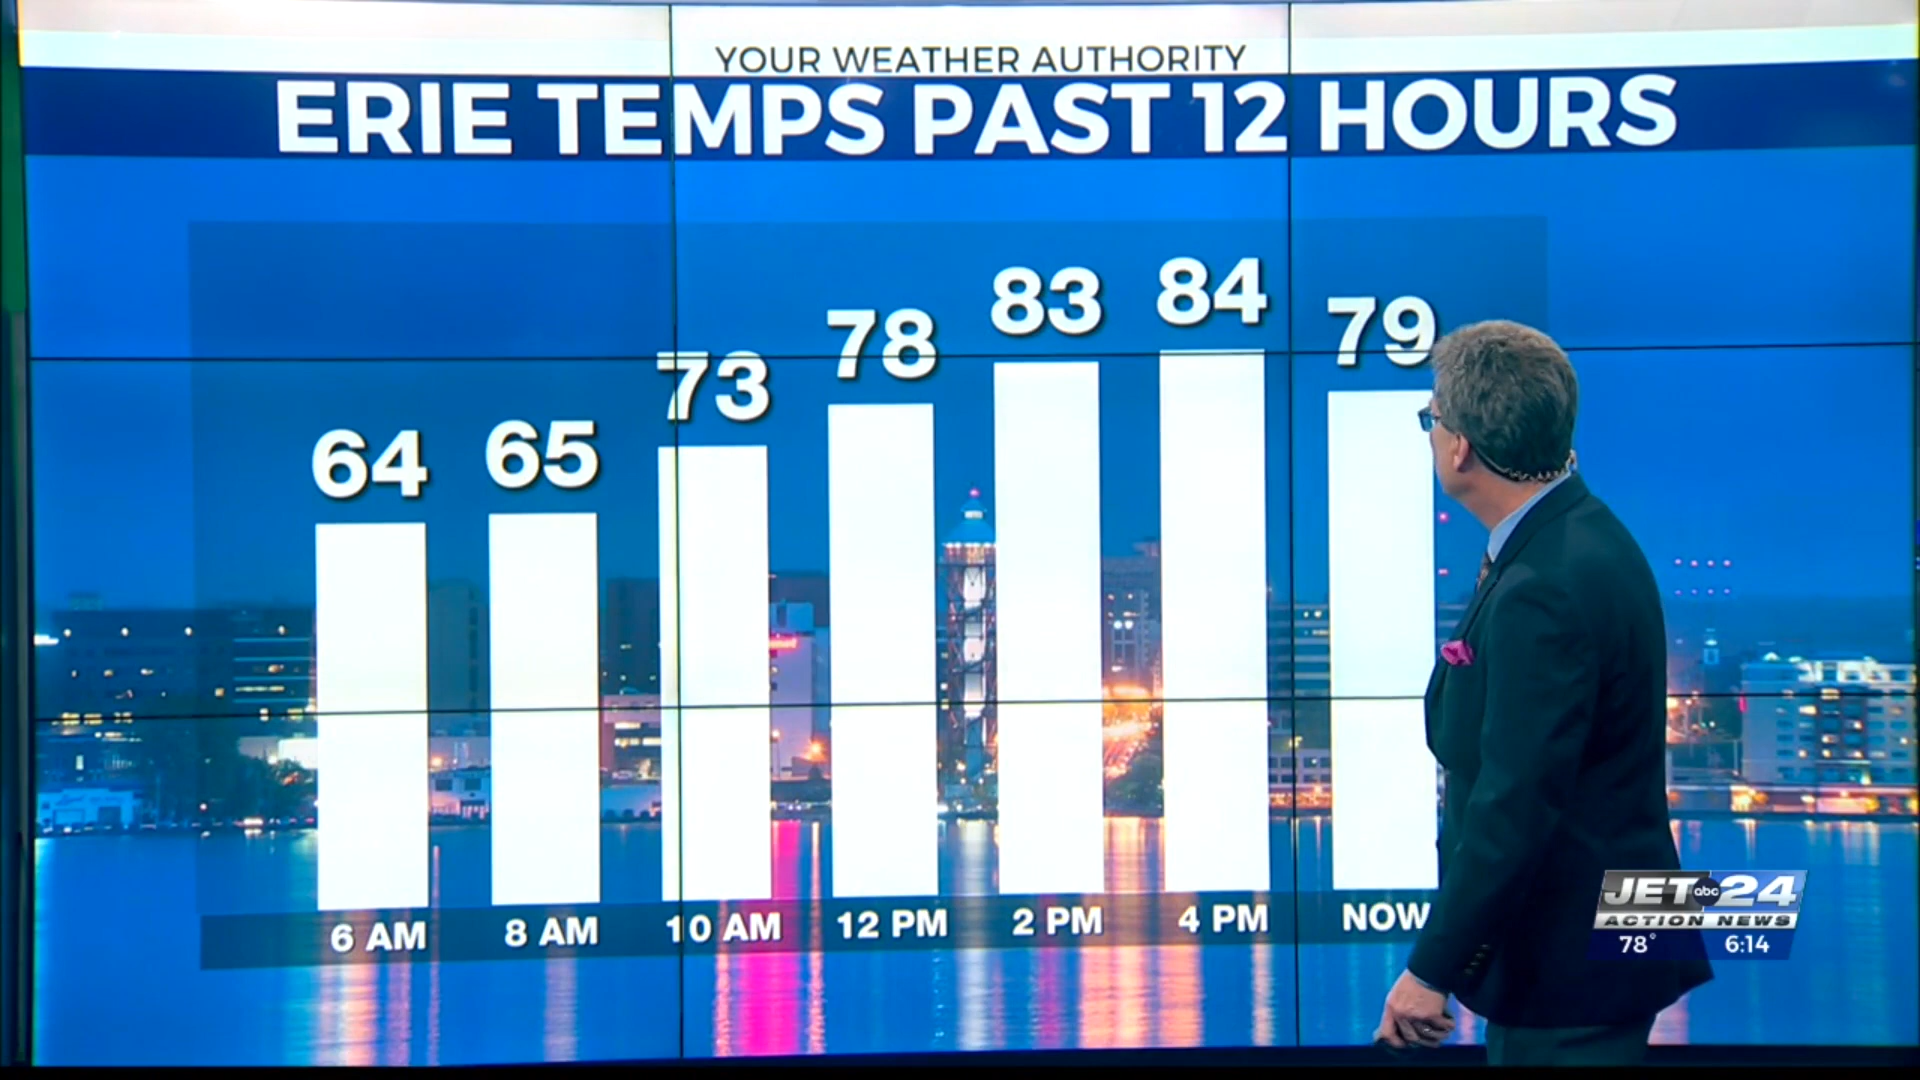 YOUR WEATHER AUTHORITY
ERIE TEMPS PAST 12 HOURS
64 65 73 78 83 84 79
6 AM 8 AM 10 AM 12 PM 2 PM 4 PM NOW
JET abc 24
ACTION NEWS
78° 6:14